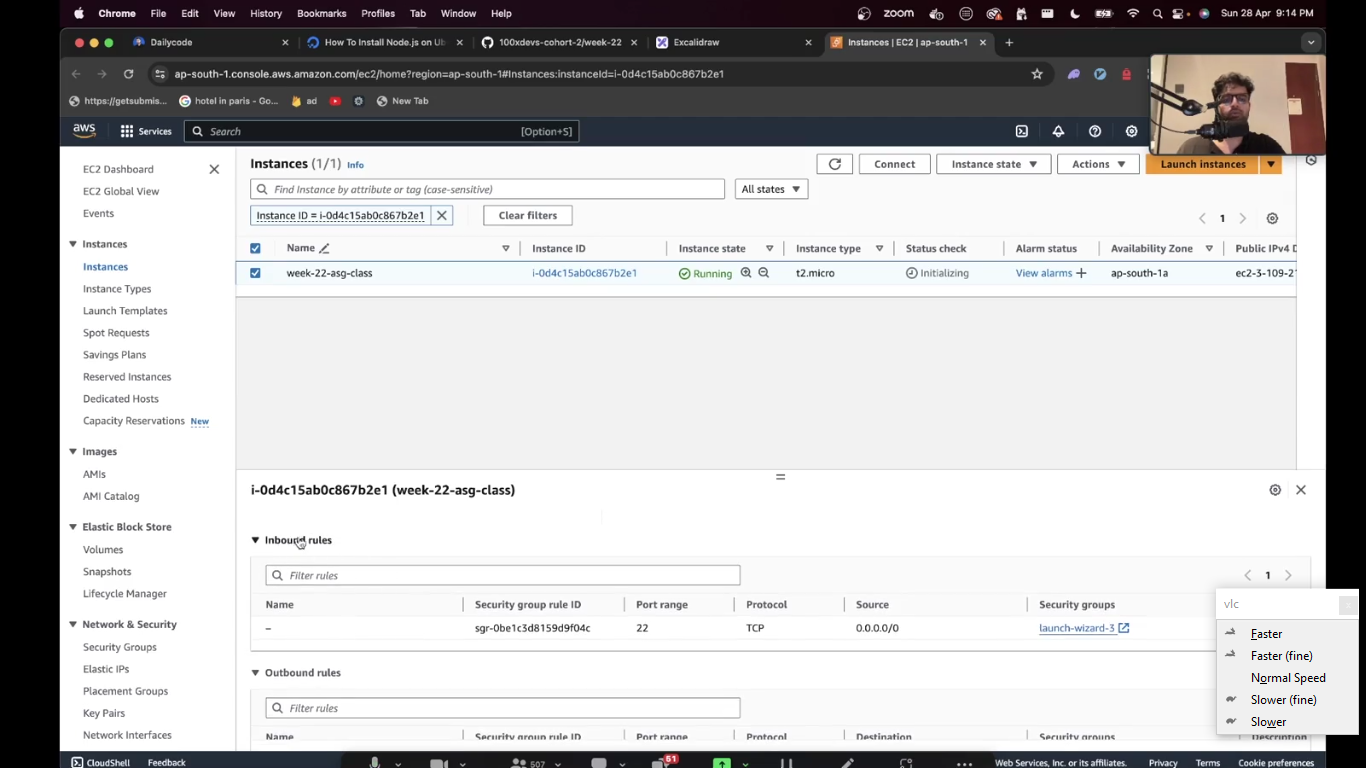 Chrome File Edit View History Bookmarks Profiles Tab Window Help zoom Sun 28 Apr 9:14 PM
Dailycode How To Install Node.js on Ub 100xdevs-cohort-2/week-22 Excalidraw Instances | EC2 | ap-south-1
ap-south-1.console.aws.amazon.com/ec2/home?region=ap-south-1#Instances:instanceId=i-0d4c15ab0c867b2e1
https://getsubmis... hotel in paris - Go... ad New Tab
aws Services Search [Option+S]
EC2 Dashboard
EC2 Global View
Events
Instances
Instances
Instance Types
Launch Templates
Spot Requests
Savings Plans
Reserved Instances
Dedicated Hosts
Capacity Reservations New
Images
AMIs
AMI Catalog
Elastic Block Store
Volumes
Snapshots
Lifecycle Manager
Network & Security
Security Groups
Elastic IPs
Placement Groups
Key Pairs
Network Interfaces
Instances (1/1) Info Connect Instance state Actions Launch instances
Find Instance by attribute or tag (case-sensitive) All states
Instance ID = i-0d4c15ab0c867b2e1 Clear filters 1
Name Instance ID Instance state Instance type Status check Alarm status Availability Zone Public IPv4 D
week-22-asg-class i-0d4c15ab0c867b2e1 Running t2.micro Initializing View alarms + ap-south-1a ec2-3-109-21
i-0d4c15ab0c867b2e1 (week-22-asg-class)
Inbound rules
Filter rules 1
Name Security group rule ID Port range Protocol Source Security groups
– sgr-0be1c3d8159d9f04c 22 TCP 0.0.0.0/0 launch-wizard-3
Outbound rules
Filter rules
Name Security group rule ID Port range Protocol Destination Security groups Description
vlc
Faster
Faster (fine)
Normal Speed
Slower (fine)
Slower
CloudShell Feedback 507 61 Web Services, Inc. or its affiliates. Privacy Terms Cookie preferences